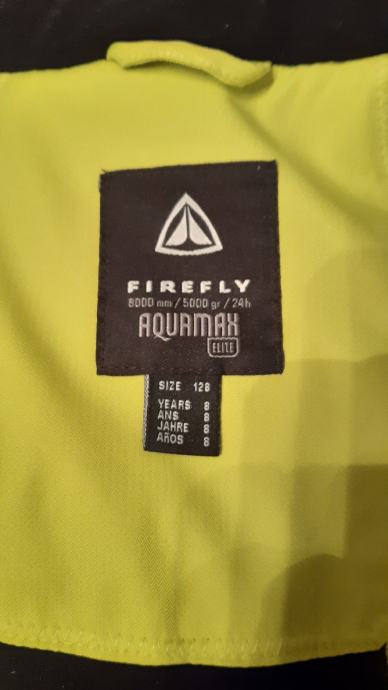 FIREFLY
8000 mm / 5000 gr / 24h
AQUAMAX
ELITE
SIZE 128
YEARS 8
ANS 8
JAHRE 8
AÑOS 8